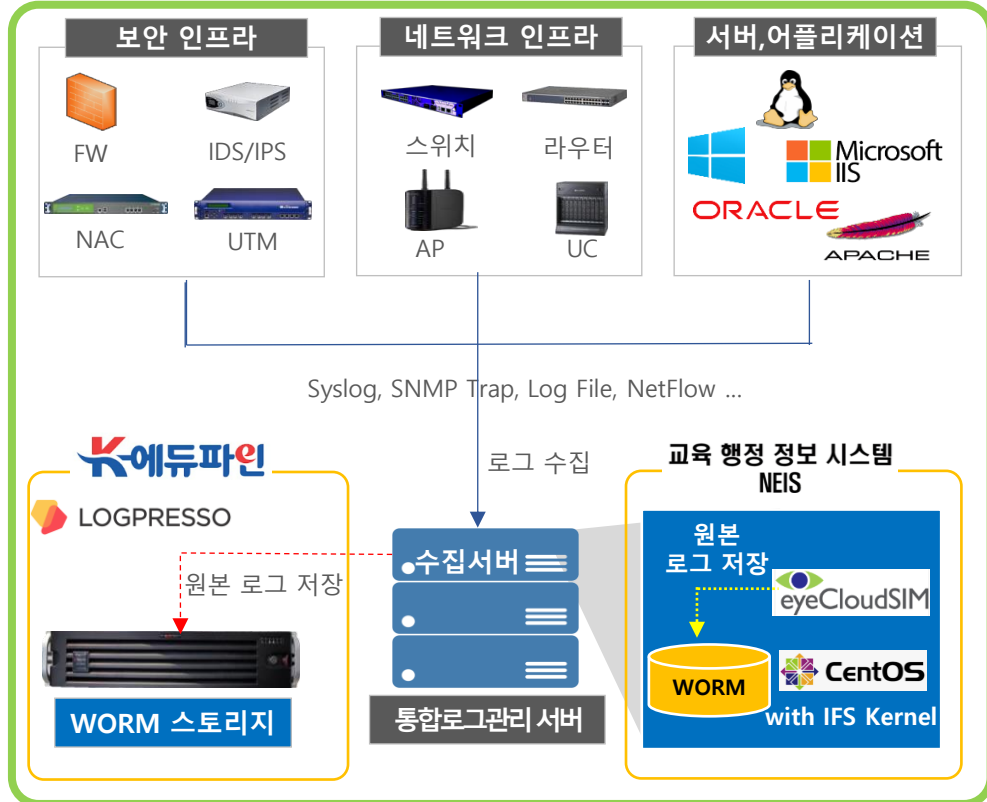 보안 인프라
네트워크 인프라
서버,어플리케이션
FW
IDS/IPS
NAC
UTM
스위치
라우터
AP
UC
Microsoft
IIS
ORACLE
APACHE
Syslog, SNMP Trap, Log File, NetFlow ...
K-에듀파인
LOGPRESSO
원본 로그 저장
WORM 스토리지
로그 수집
수집서버
통합로그관리 서버
교육 행정 정보 시스템
NEIS
원본
로그 저장
eyeCloudSIM
WORM
CentOS
with IFS Kernel